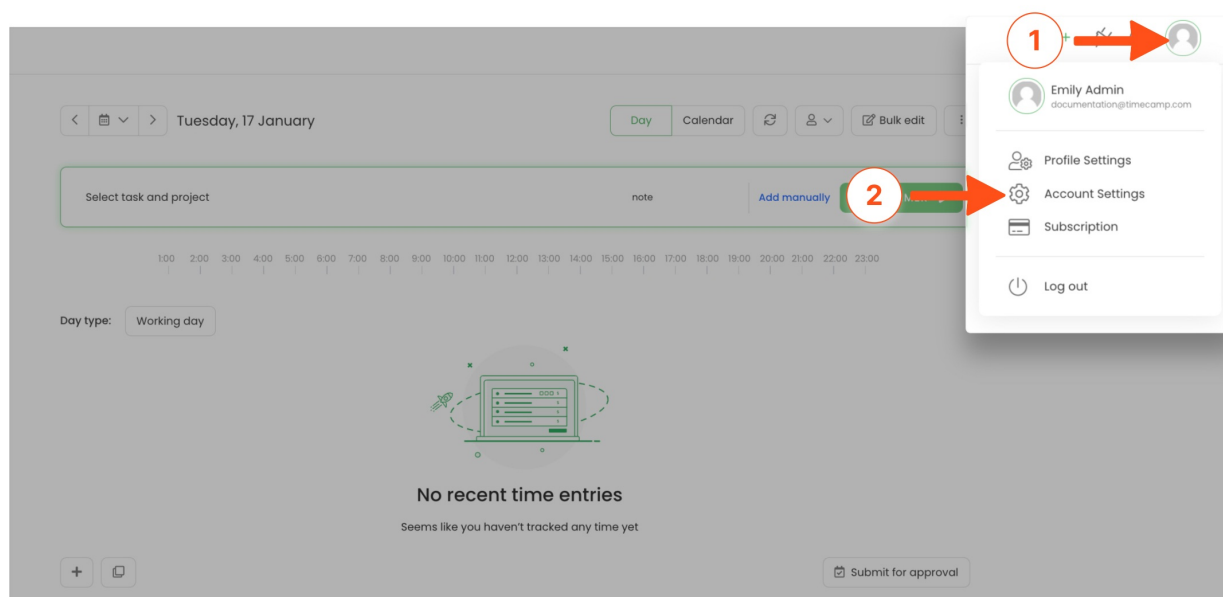 1
Emily Admin
documentation@timecamp.com
Tuesday, 17 January
Day Calendar Bulk edit
Profile Settings
Select task and project note Add manually
2
Account Settings
Subscription
1:00 2:00 3:00 4:00 5:00 6:00 7:00 8:00 9:00 10:00 11:00 12:00 13:00 14:00 15:00 16:00 17:00 18:00 19:00 20:00 21:00 22:00 23:00
Log out
Day type: Working day
No recent time entries
Seems like you haven't tracked any time yet
Submit for approval